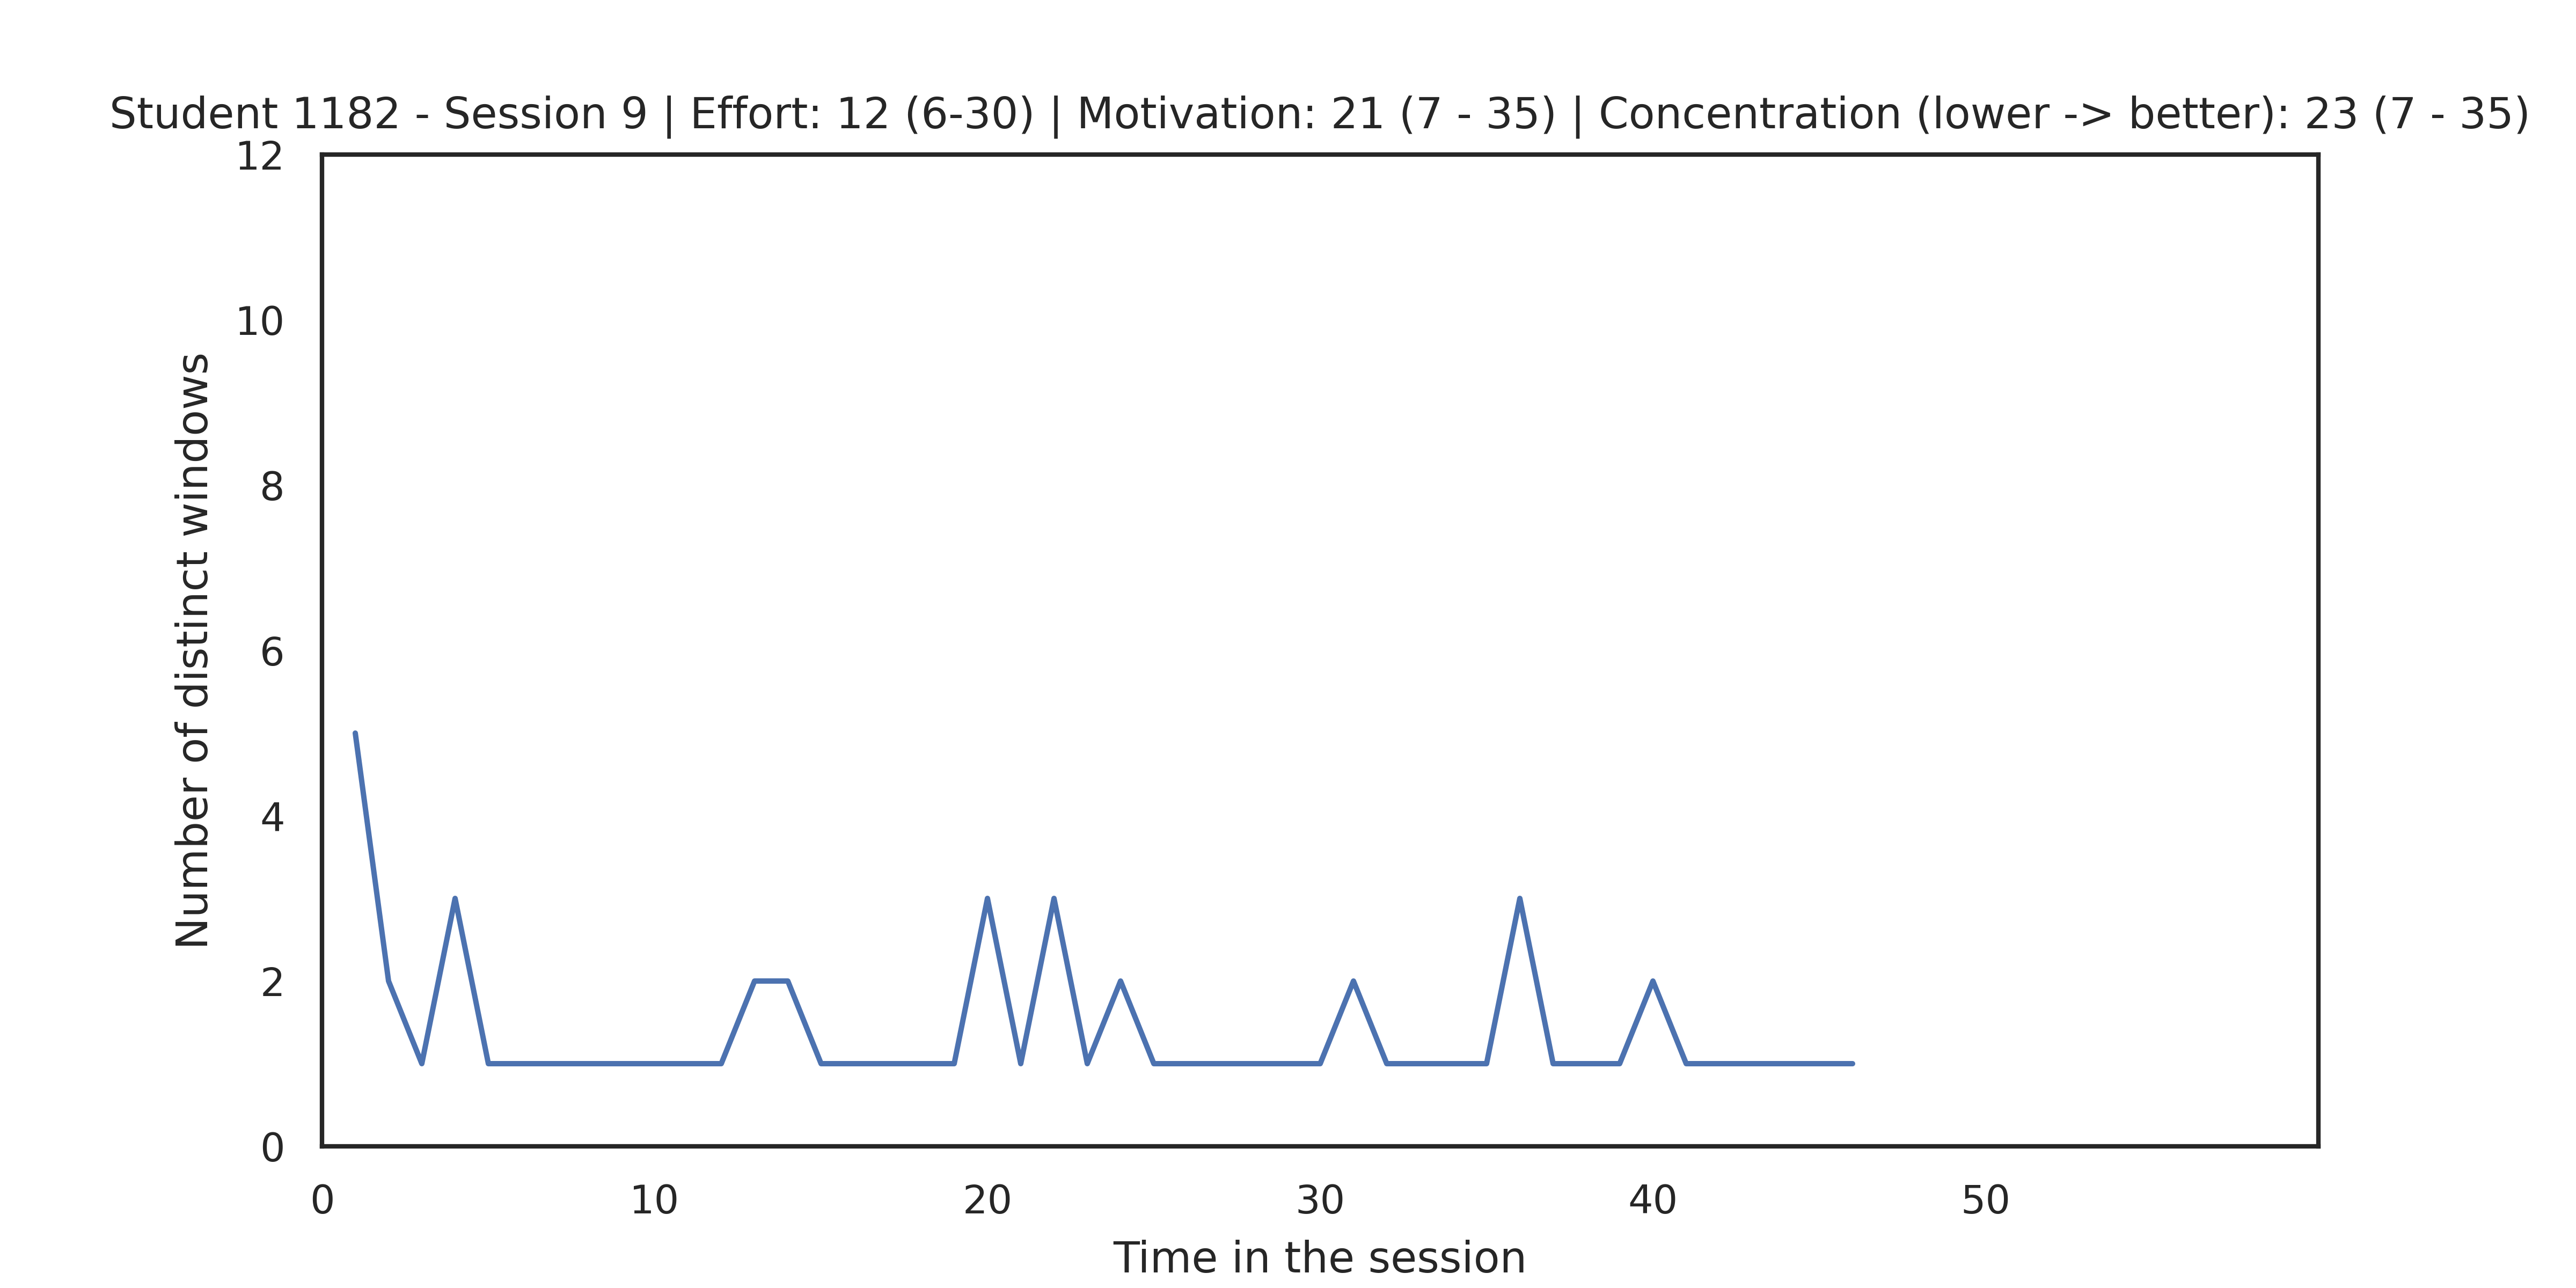 Student 1182 - Session 9 | Effort: 12 (6-30) | Motivation: 21 (7 - 35) | Concentration (lower -> better): 23 (7 - 35)
12
10
8
6
4
2
0
Number of distinct windows
0 10 20 30 40 50
Time in the session